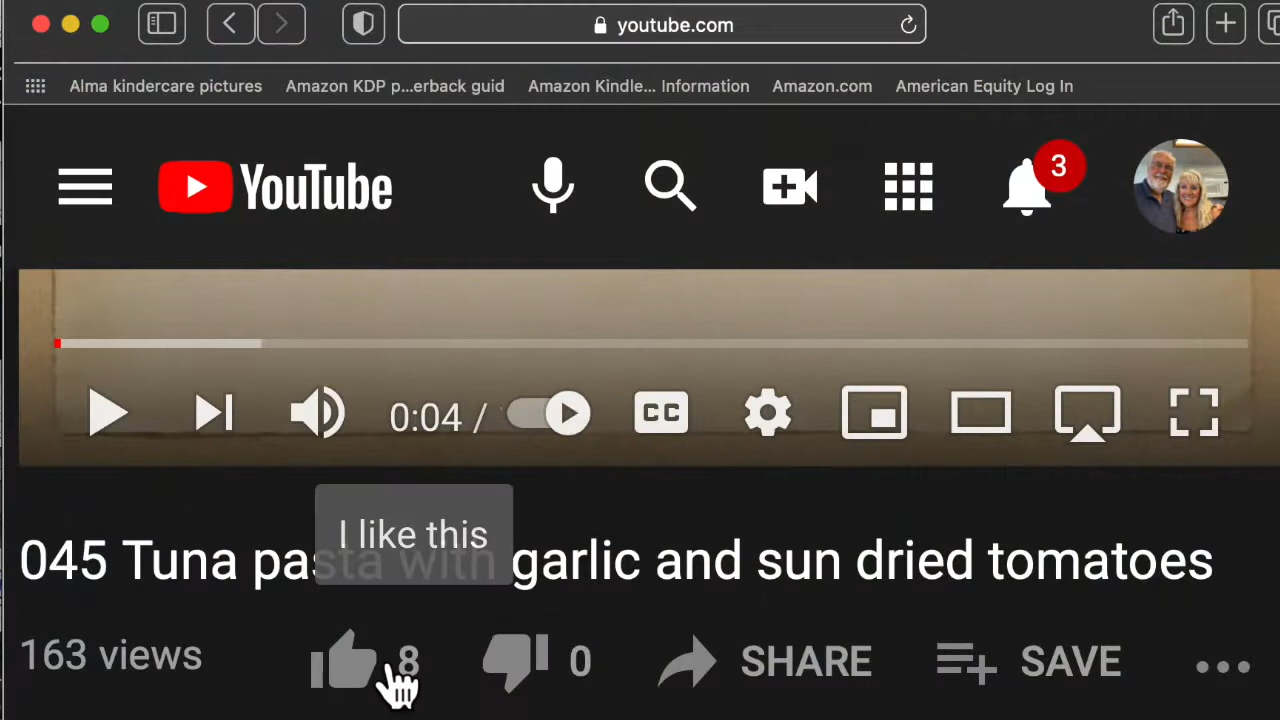 youtube.com
Alma kindercare pictures Amazon KDP p...erback guid Amazon Kindle... Information Amazon.com American Equity Log In
YouTube
3
0:04 /
CC
I like this
045 Tuna pasta with garlic and sun dried tomatoes
163 views 8 0 SHARE SAVE